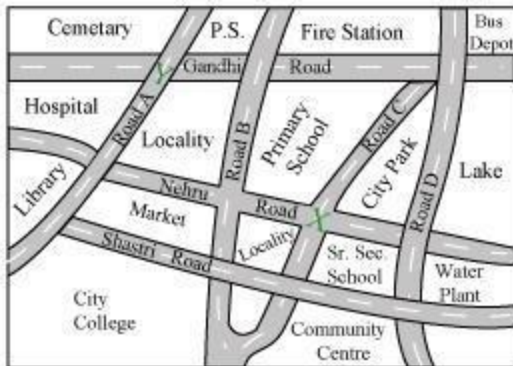 Cemetary
P.S.
Fire Station
Bus
Depot
Y
Gandhi Road
Hospital
Road A
Locality
Road B
Primary
School
Road C
City Park
Lake
Library
Nehru Road
X
Market
Locality
Road D
Shastri Road
Sr. Sec.
School
Water
Plant
City
College
Community
Centre